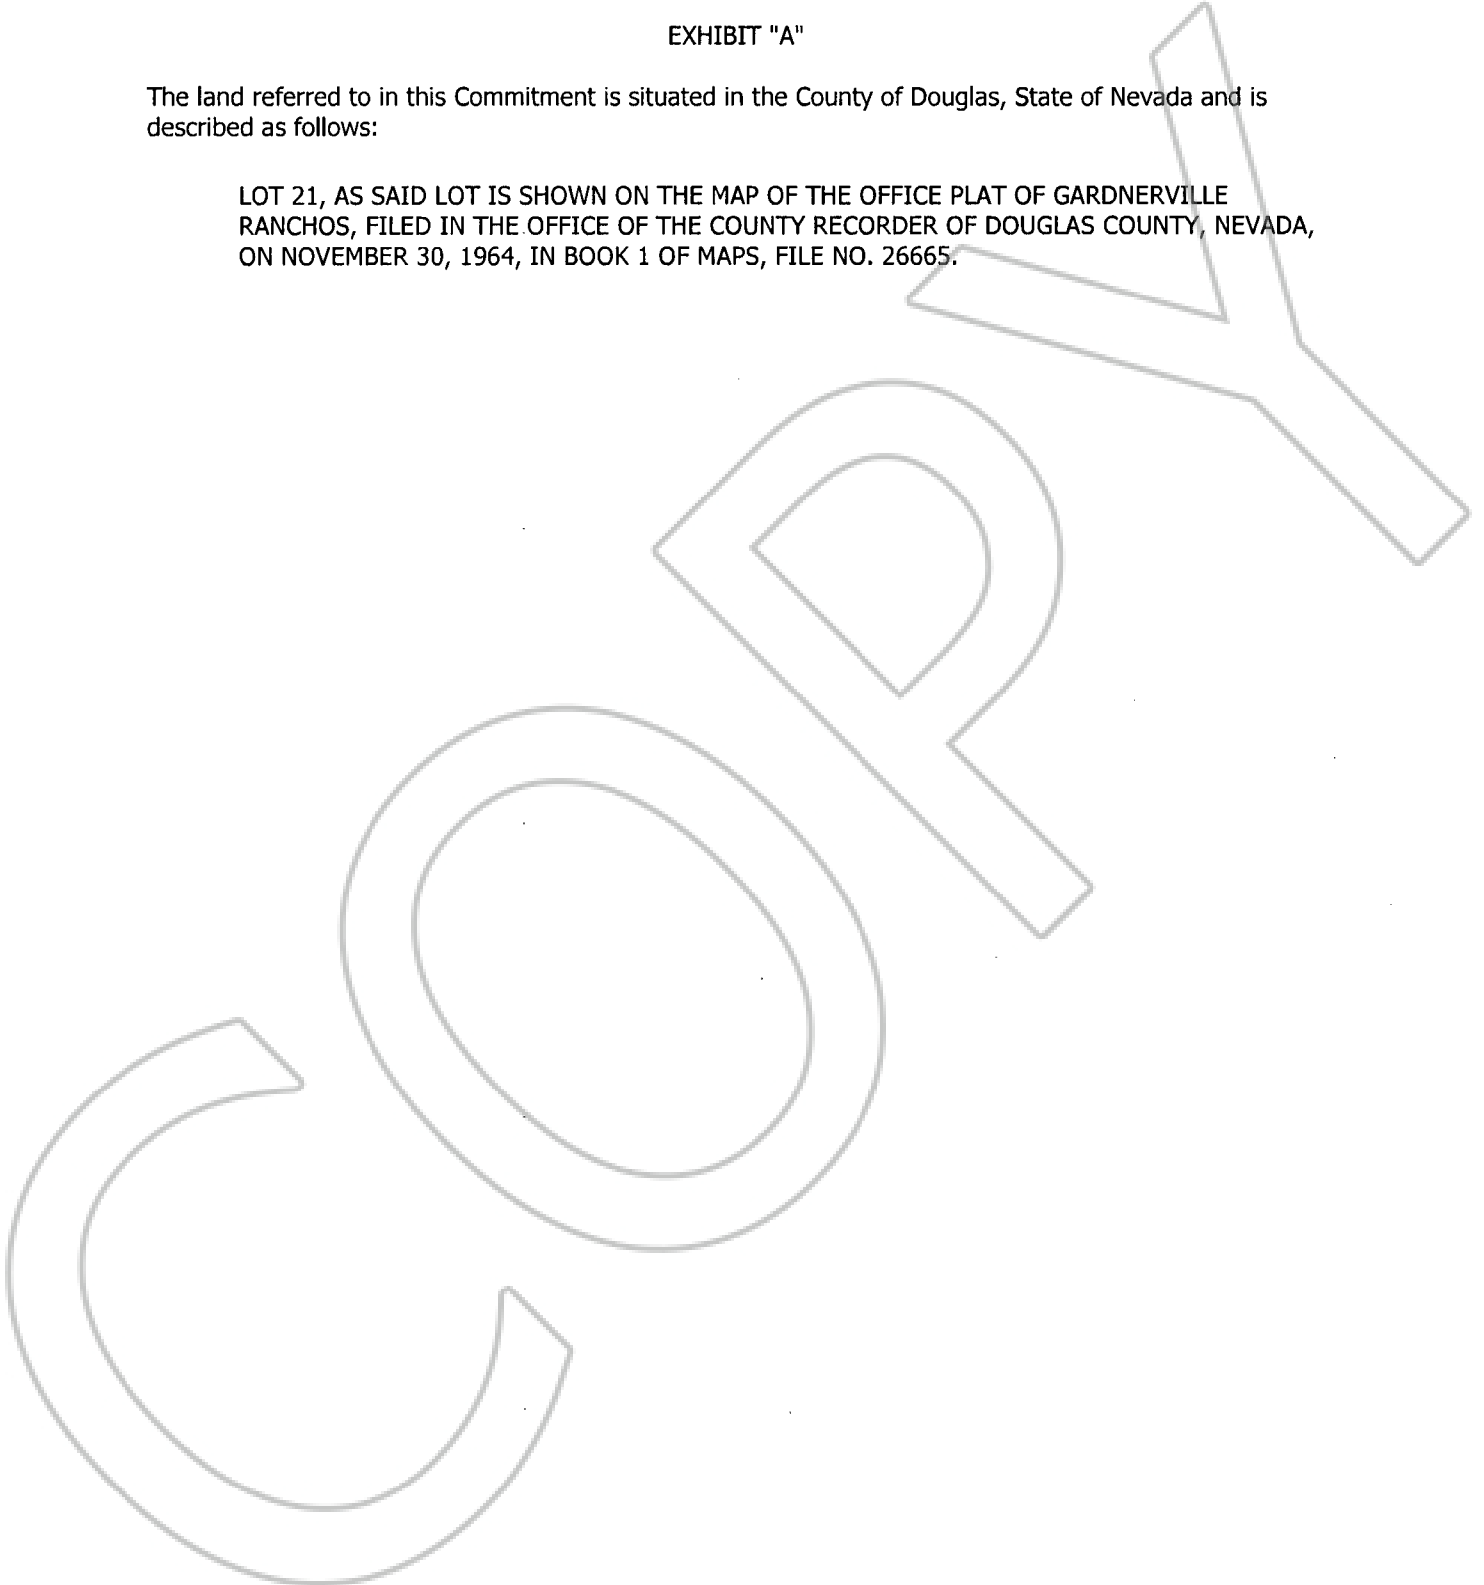 EXHIBIT "A"
The land referred to in this Commitment is situated in the County of Douglas, State of Nevada and is
described as follows:
LOT 21, AS SAID LOT IS SHOWN ON THE MAP OF THE OFFICE PLAT OF GARDNERVILLE
RANCHOS, FILED IN THE OFFICE OF THE COUNTY RECORDER OF DOUGLAS COUNTY, NEVADA,
ON NOVEMBER 30, 1964, IN BOOK 1 OF MAPS, FILE NO. 26665.
COPY